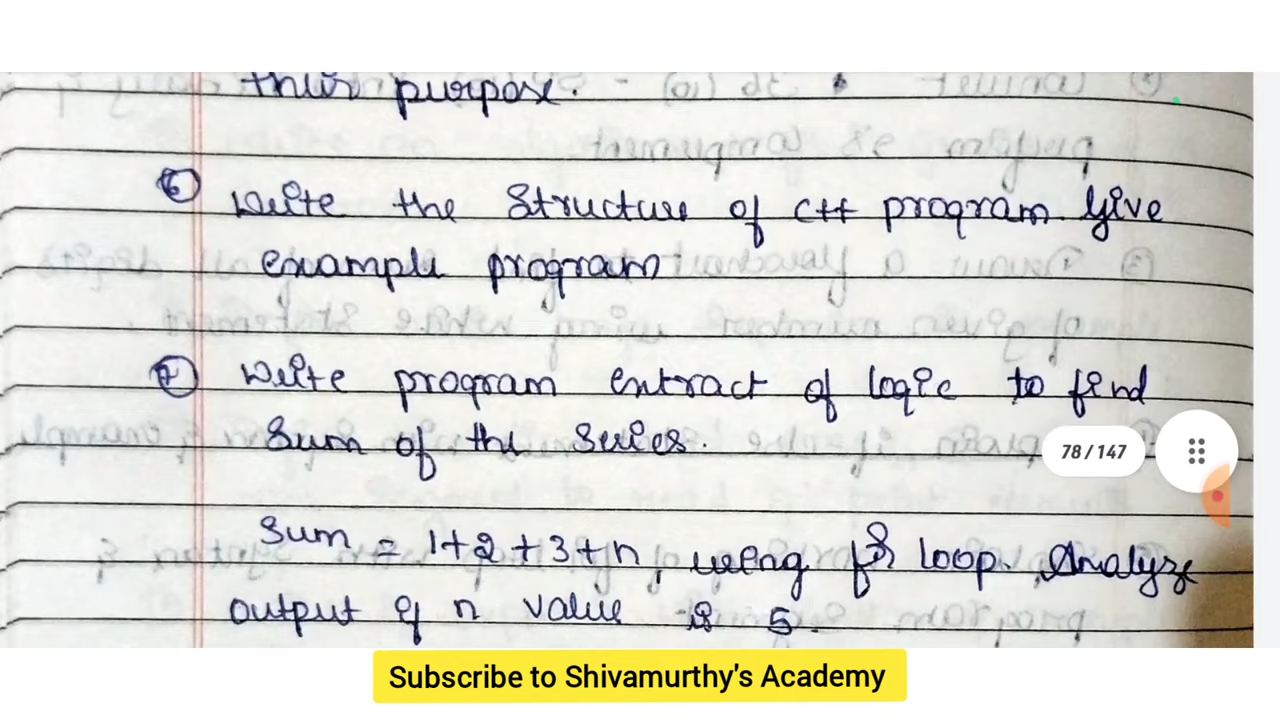 their purpose.
⑥ Write the Structure of C++ program. Give
example program
⑦ Write program extract of logic to find
Sum of the Series.
78 / 147
Sum = 1+2+3+n, using for loop. Analyze
output if n value is 5.
Subscribe to Shivamurthy's Academy